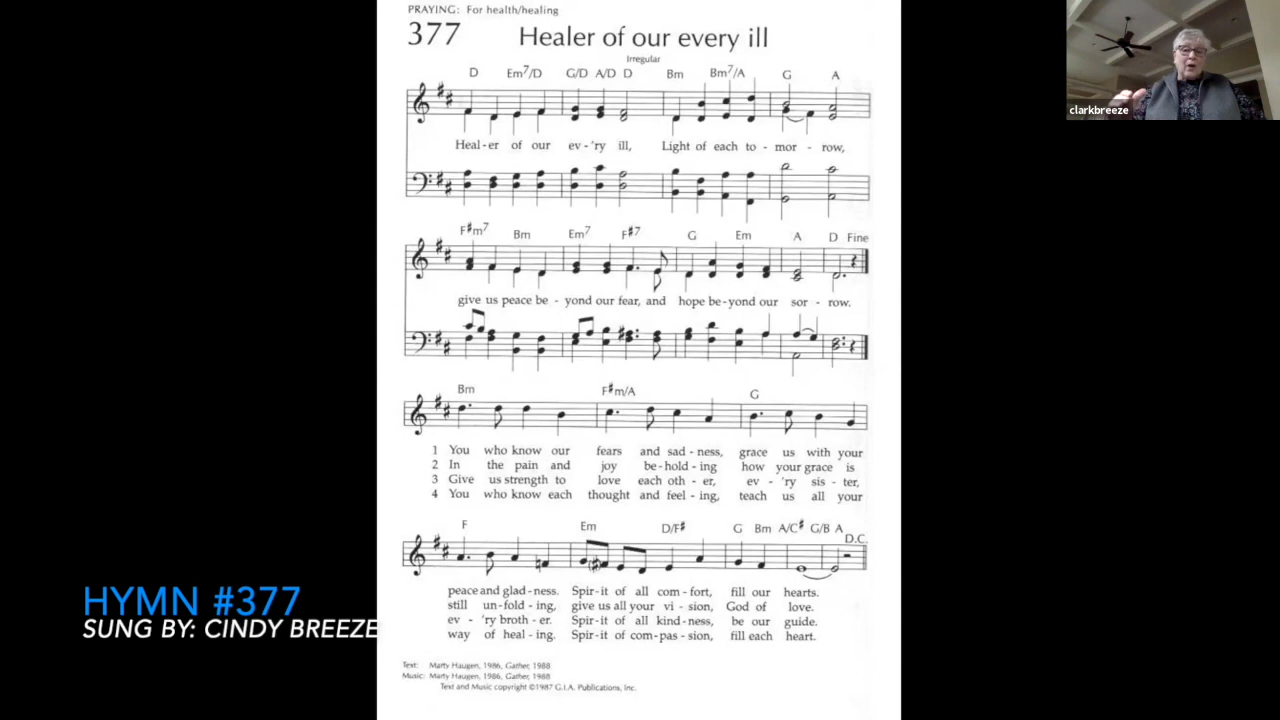 PRAYING: For health/healing
377 Healer of our every ill
Irregular
D Em7/D G/D A/D D Bm Bm7/A G A
Heal-er of our ev-'ry ill, Light of each to - mor - row,
F#m7 Bm Em7 F#7 G Em A D Fine
give us peace be - yond our fear, and hope be-yond our sor - row.
Bm F#m/A G
1 You who know our fears and sad - ness, grace us with your
2 In the pain and joy be - hold - ing how your grace is
3 Give us strength to love each oth - er, ev - 'ry sis - ter,
4 You who know each thought and feel - ing, teach us all your
F Em D/F# G Bm A/C# G/B A
D.C.
peace and glad - ness. Spir-it of all com - fort, fill our hearts.
still un-fold - ing, give us all your vi - sion, God of love.
ev - 'ry broth - er. Spir-it of all kind-ness, be our guide.
way of heal - ing. Spir-it of com-pas - sion, fill each heart.
Text: Marty Haugen, 1986, Gather, 1988
Music: Marty Haugen, 1986, Gather, 1988
Text and Music copyright ©1987 G.I.A. Publications, Inc.
HYMN #377
SUNG BY: CINDY BREEZE
clarkbreeze